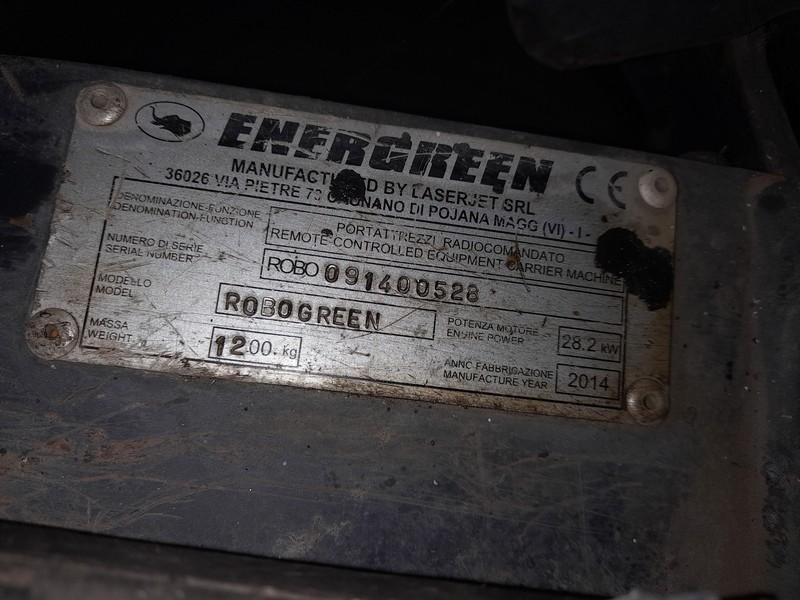 ENERGREEN CE
MANUFACTURED BY LASERJET SRL
36026 VIA PIETRE 73 CAGNANO DI POJANA MAGG (VI) - I -
DENOMINAZIONE-FUNZIONE
DENOMINATION-FUNCTION
PORTATTREZZI RADIOCOMANDATO
REMOTE-CONTROLLED EQUIPMENT CARRIER MACHINE
NUMERO DI SERIE
SERIAL NUMBER
ROBO 091400528
MODELLO
MODEL
ROBOGREEN
POTENZA MOTORE
ENGINE POWER
28.2 kW
MASSA
WEIGHT
1200. kg
ANNO FABBRICAZIONE
MANUFACTURE YEAR
2014